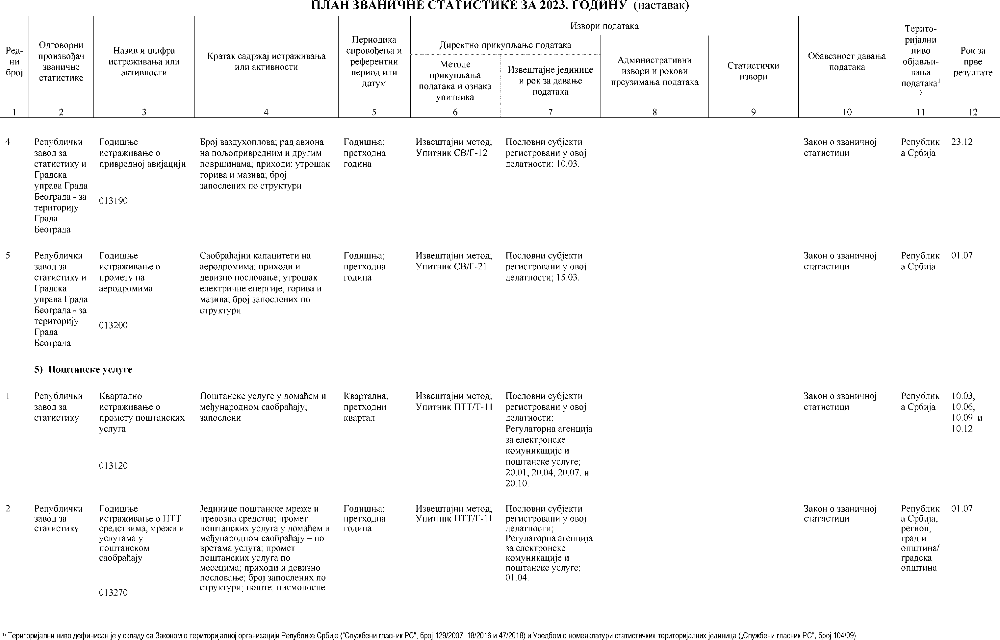 ПЛАН ЗВАНИЧНЕ СТАТИСТИКЕ ЗА 2023. ГОДИНУ (наставак)
Ред-
ни
број
Одговорни
произвођач
званичне
статистике
Назив и шифра
истраживања или
активности
Кратак садржај истраживања
или активности
Периодика
спровођења и
референтни
период или
датум
Извори података
Директно прикупљање података
Методе
прикупљања
података и ознака
упитника
Извештајне јединице
и рок за давање
података
Административни
извори и рокови
преузимања података
Статистички
извори
Обавезност давања
података
Терито-
ријални
ниво
објављи-
вања
података¹
)
Рок за
прве
резултате
1 2 3 4 5 6 7 8 9 10 11 12
4
Републички
завод за
статистику и
Градска
управа Града
Београда - за
територију
Града
Београда
Годишње
истраживање о
привредној авијацији
013190
Број ваздухоплова; рад авиона
на пољопривредним и другим
површинама; приходи; утрошак
горива и мазива; број
запослених по структури
Годишња;
претходна
година
Извештајни метод;
Упитник СВ/Г-12
Пословни субјекти
регистровани у овој
делатности; 10.03.
Закон о званичној
статистици
Републик
а Србија
23.12.
5
Републички
завод за
статистику и
Градска
управа Града
Београда - за
територију
Града
Београда
Годишње
истраживање о
промету на
аеродромима
013200
Саобраћајни капацитети на
аеродромима; приходи и
девизно пословање; утрошак
електричне енергије, горива и
мазива; број запослених по
структури
Годишња;
претходна
година
Извештајни метод;
Упитник СВ/Г-21
Пословни субјекти
регистровани у овој
делатности; 15.03.
Закон о званичној
статистици
Републик
а Србија
01.07.
5) Поштанске услуге
1
Републички
завод за
статистику
Квартално
истраживање о
промету поштанских
услуга
013120
Поштанске услуге у домаћем и
међународном саобраћају;
запослени
Квартална;
претходни
квартал
Извештајни метод;
Упитник ПТТ/Т-11
Пословни субјекти
регистровани у овој
делатности;
Регулаторна агенција
за електронске
комуникације и
поштанске услуге;
20.01, 20.04, 20.07. и
20.10.
Закон о званичној
статистици
Републик
а Србија
10.03,
10.06,
10.09. и
10.12.
2
Републички
завод за
статистику
Годишње
истраживање о ПТТ
средствима, мрежи и
услугама у
поштанском
саобраћају
013270
Јединице поштанске мреже и
превозна средства; промет
поштанских услуга у домаћем и
међународном саобраћају – по
врстама услуга; промет
поштанских услуга по
месецима; приходи и девизно
пословање; број запослених по
структури; поште, писмоносне
Годишња;
претходна
година
Извештајни метод;
Упитник ПТТ/Г-11
Пословни субјекти
регистровани у овој
делатности;
Регулаторна агенција
за електронске
комуникације и
поштанске услуге;
01.04.
Закон о званичној
статистици
Републик
а Србија,
регион,
град и
општина/
градска
општина
01.07.
¹⁾ Територијални ниво дефинисан је у складу са Законом о територијалној организацији Републике Србије ("Службени гласник РС", број 129/2007, 18/2016 и 47/2018) и Уредбом о номенклатури статистичких територијалних јединица („Службени гласник РС", број 104/09).